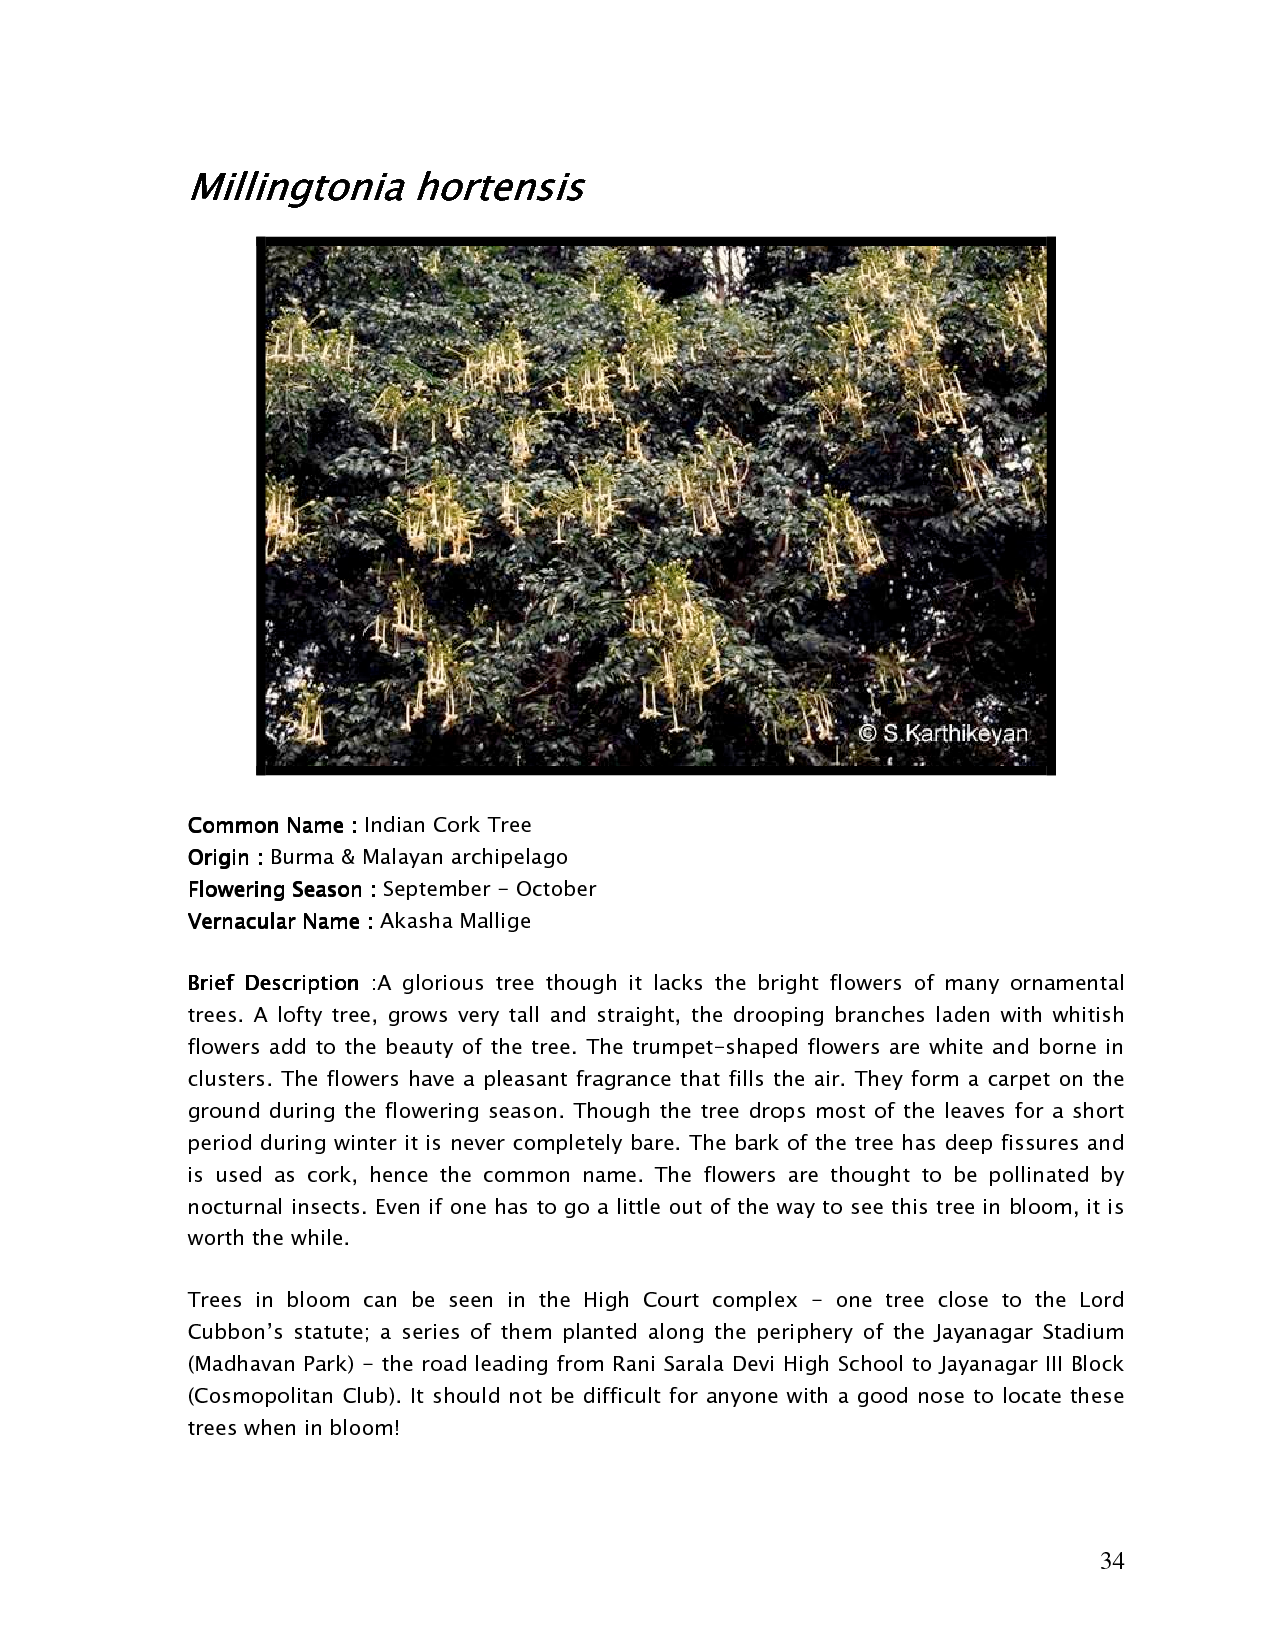 Millingtonia hortensis
© S.Karthikeyan
Common Name : Indian Cork Tree
Origin : Burma & Malayan archipelago
Flowering Season : September – October
Vernacular Name : Akasha Mallige
Brief Description :A glorious tree though it lacks the bright flowers of many ornamental
trees. A lofty tree, grows very tall and straight, the drooping branches laden with whitish
flowers add to the beauty of the tree. The trumpet-shaped flowers are white and borne in
clusters. The flowers have a pleasant fragrance that fills the air. They form a carpet on the
ground during the flowering season. Though the tree drops most of the leaves for a short
period during winter it is never completely bare. The bark of the tree has deep fissures and
is used as cork, hence the common name. The flowers are thought to be pollinated by
nocturnal insects. Even if one has to go a little out of the way to see this tree in bloom, it is
worth the while.
Trees in bloom can be seen in the High Court complex – one tree close to the Lord
Cubbon’s statute; a series of them planted along the periphery of the Jayanagar Stadium
(Madhavan Park) – the road leading from Rani Sarala Devi High School to Jayanagar III Block
(Cosmopolitan Club). It should not be difficult for anyone with a good nose to locate these
trees when in bloom!
34